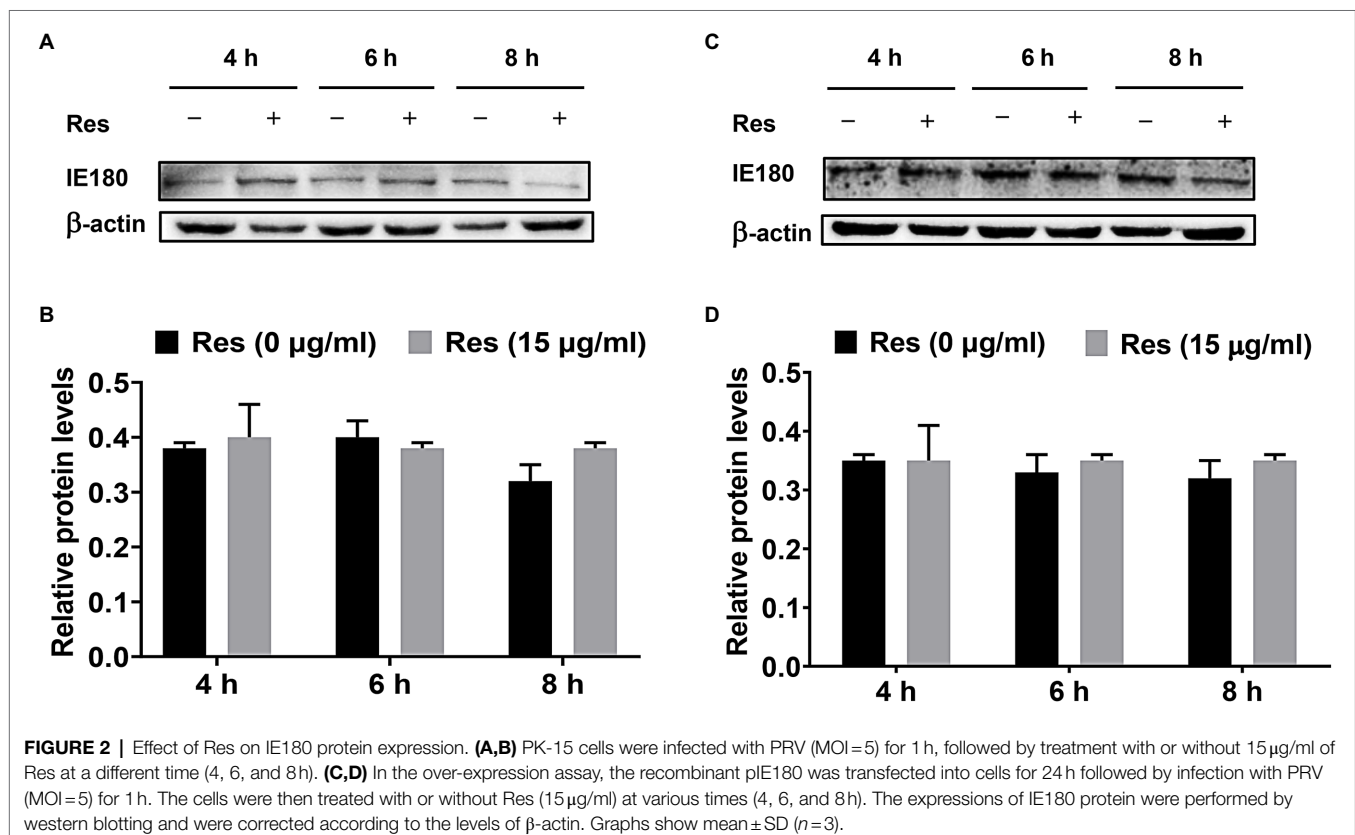 A
4 h 6 h 8 h
Res − + − + − +
IE180
β-actin
C
4 h 6 h 8 h
Res − + − + − +
IE180
β-actin
B
Res (0 µg/ml) Res (15 µg/ml)
Relative protein levels
0.5
0.4
0.3
0.2
0.1
0.0
4 h 6 h 8 h
D
Res (0 µg/ml) Res (15 µg/ml)
Relative protein levels
0.5
0.4
0.3
0.2
0.1
0.0
4 h 6 h 8 h
FIGURE 2 | Effect of Res on IE180 protein expression. (A,B) PK-15 cells were infected with PRV (MOI=5) for 1 h, followed by treatment with or without 15 µg/ml of
Res at a different time (4, 6, and 8 h). (C,D) In the over-expression assay, the recombinant pIE180 was transfected into cells for 24 h followed by infection with PRV
(MOI=5) for 1 h. The cells were then treated with or without Res (15 µg/ml) at various times (4, 6, and 8 h). The expressions of IE180 protein were performed by
western blotting and were corrected according to the levels of β-actin. Graphs show mean ± SD (n=3).